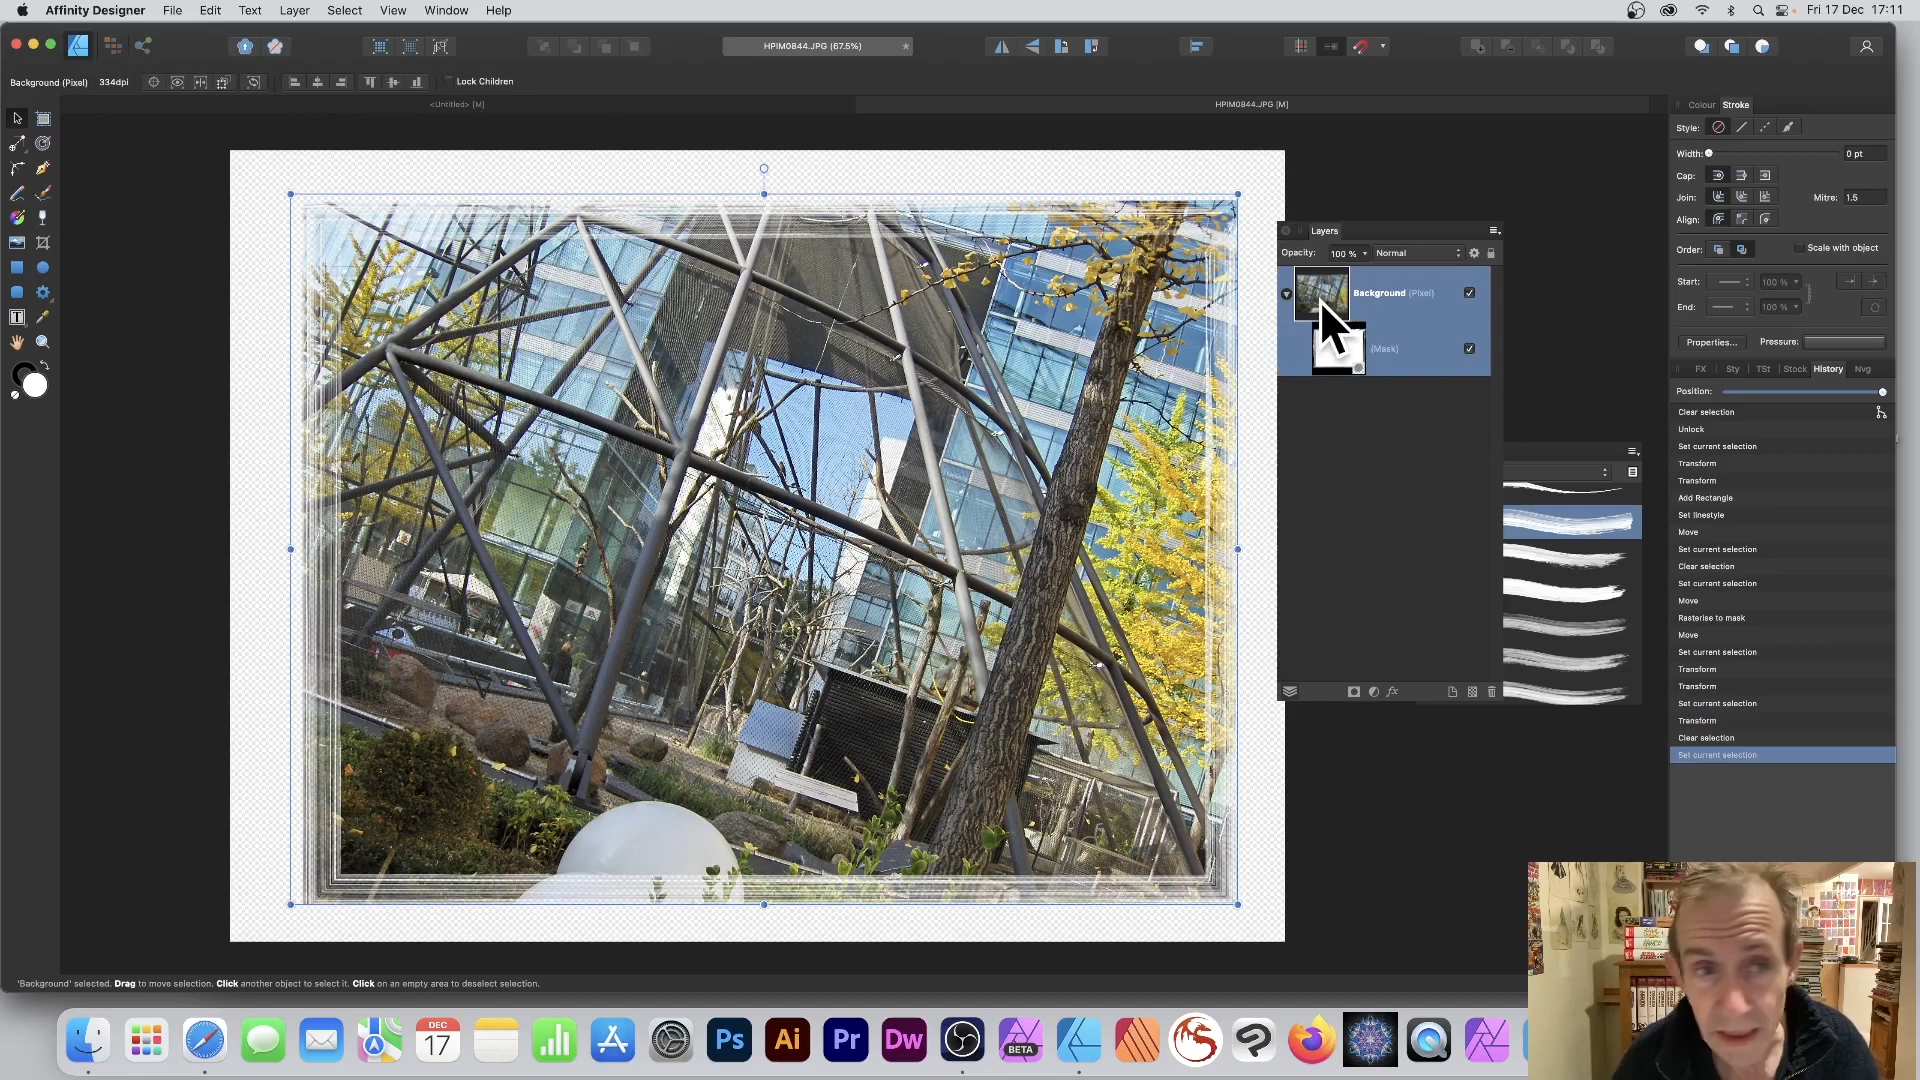 Affinity Designer File Edit Text Layer Select View Window Help Fri 17 Dec 17:11
HPIM0844.JPG (67.5%)
Background (Pixel) 334dpi Lock Children
<Untitled> [M] HPIM0844.JPG [M]
Colour Stroke
Style:
Width: 0 pt
Cap:
Join: Mitre: 1.5
Align:
Order: Scale with object
Start: 100 %
End: 100 %
Properties... Pressure:
Layers
Opacity: 100 % Normal
Background (Pixel)
(Mask)
FX Sty TSt Stock History Nvg
Position:
Clear selection
Unlock
Set current selection
Transform
Transform
Add Rectangle
Set linestyle
Move
Set current selection
Clear selection
Set current selection
Move
Rasterise to mask
Move
Set current selection
Transform
Transform
Set current selection
Transform
Clear selection
Set current selection
'Background' selected. Drag to move selection. Click another object to select it. Click on an empty area to deselect selection.
DEC
17
Ps Ai Pr Dw
BETA